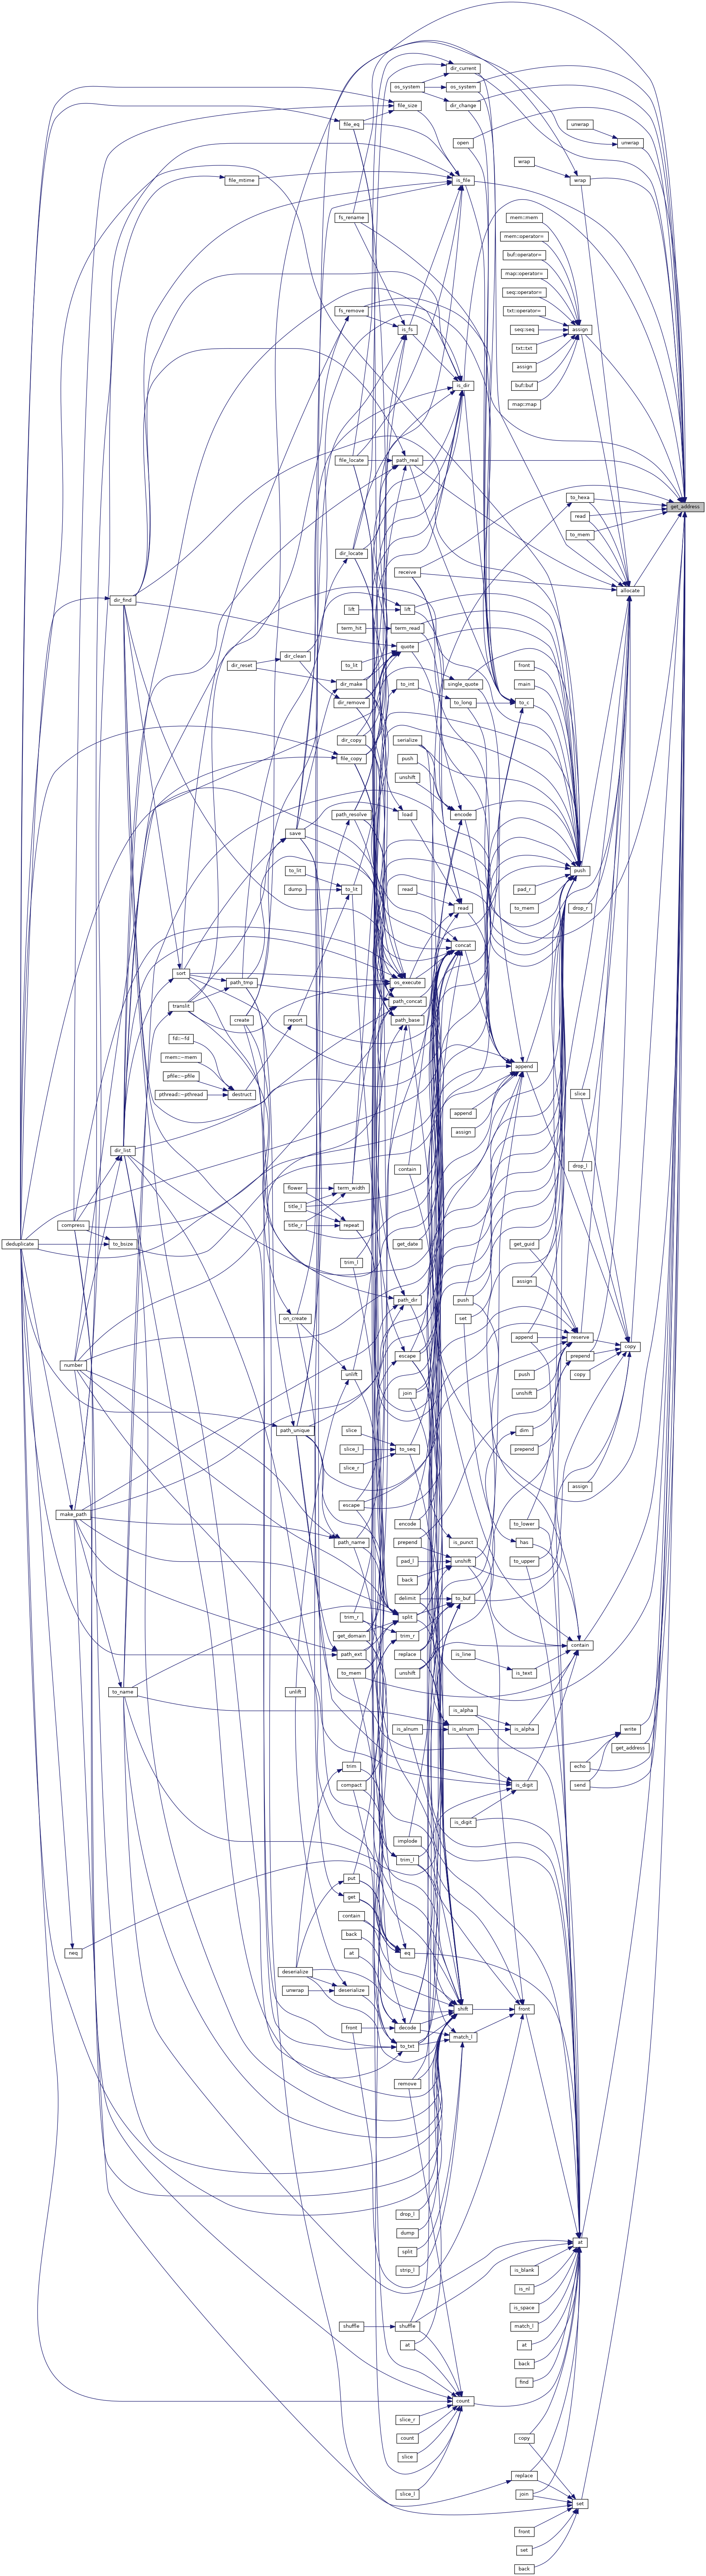 dir_current
os_system
os_system
file_size
dir_change
file_eq
unwrap
open
unwrap
wrap
file_mtime
is_file
wrap
fs_rename
mem::mem
mem::operator=
buf::operator=
map::operator=
seq::operator=
fs_remove
txt::operator=
is_fs
seq::seq
assign
txt::txt
assign
is_dir
buf::buf
map::map
file_locate
path_real
to_hexa
get_address
read
to_mem
dir_locate
receive
allocate
dir_find
lift
lift
term_hit
term_read
quote
dir_clean
to_lit
front
dir_reset
dir_make
to_int
single_quote
main
dir_remove
to_long
to_c
dir_copy
serialize
file_copy
push
unshift
path_resolve
load
encode
save
to_lit
push
dump
to_lit
read
pad_r
read
to_mem
drop_r
concat
sort
path_tmp
os_execute
path_concat
translit
create
report
path_base
fd::~fd
mem::~mem
append
pfile::~pfile
pthread::~pthread
destruct
slice
append
assign
dir_list
contain
drop_l
flower
term_width
title_l
compress
title_r
repeat
deduplicate
to_bsize
get_date
get_guid
trim_l
assign
path_dir
push
on_create
set
append
reserve
copy
number
unlift
escape
prepend
push
copy
join
unshift
path_unique
slice
dim
slice_l
to_seq
prepend
slice_r
assign
make_path
escape
encode
to_lower
path_name
prepend
is_punct
has
pad_l
unshift
to_upper
back
delimit
to_buf
trim_r
split
get_domain
trim_r
contain
path_ext
replace
is_line
is_text
to_mem
unshift
to_name
unlift
is_alpha
is_alnum
is_alnum
is_alpha
write
get_address
trim
echo
compact
is_digit
send
is_digit
implode
trim_l
put
get
contain
back
neq
at
eq
deserialize
unwrap
deserialize
shift
front
front
decode
match_l
to_txt
remove
drop_l
dump
at
split
strip_l
is_blank
is_nl
is_space
shuffle
shuffle
match_l
at
at
back
find
count
slice_r
count
copy
slice
replace
slice_l
join
set
front
set
back